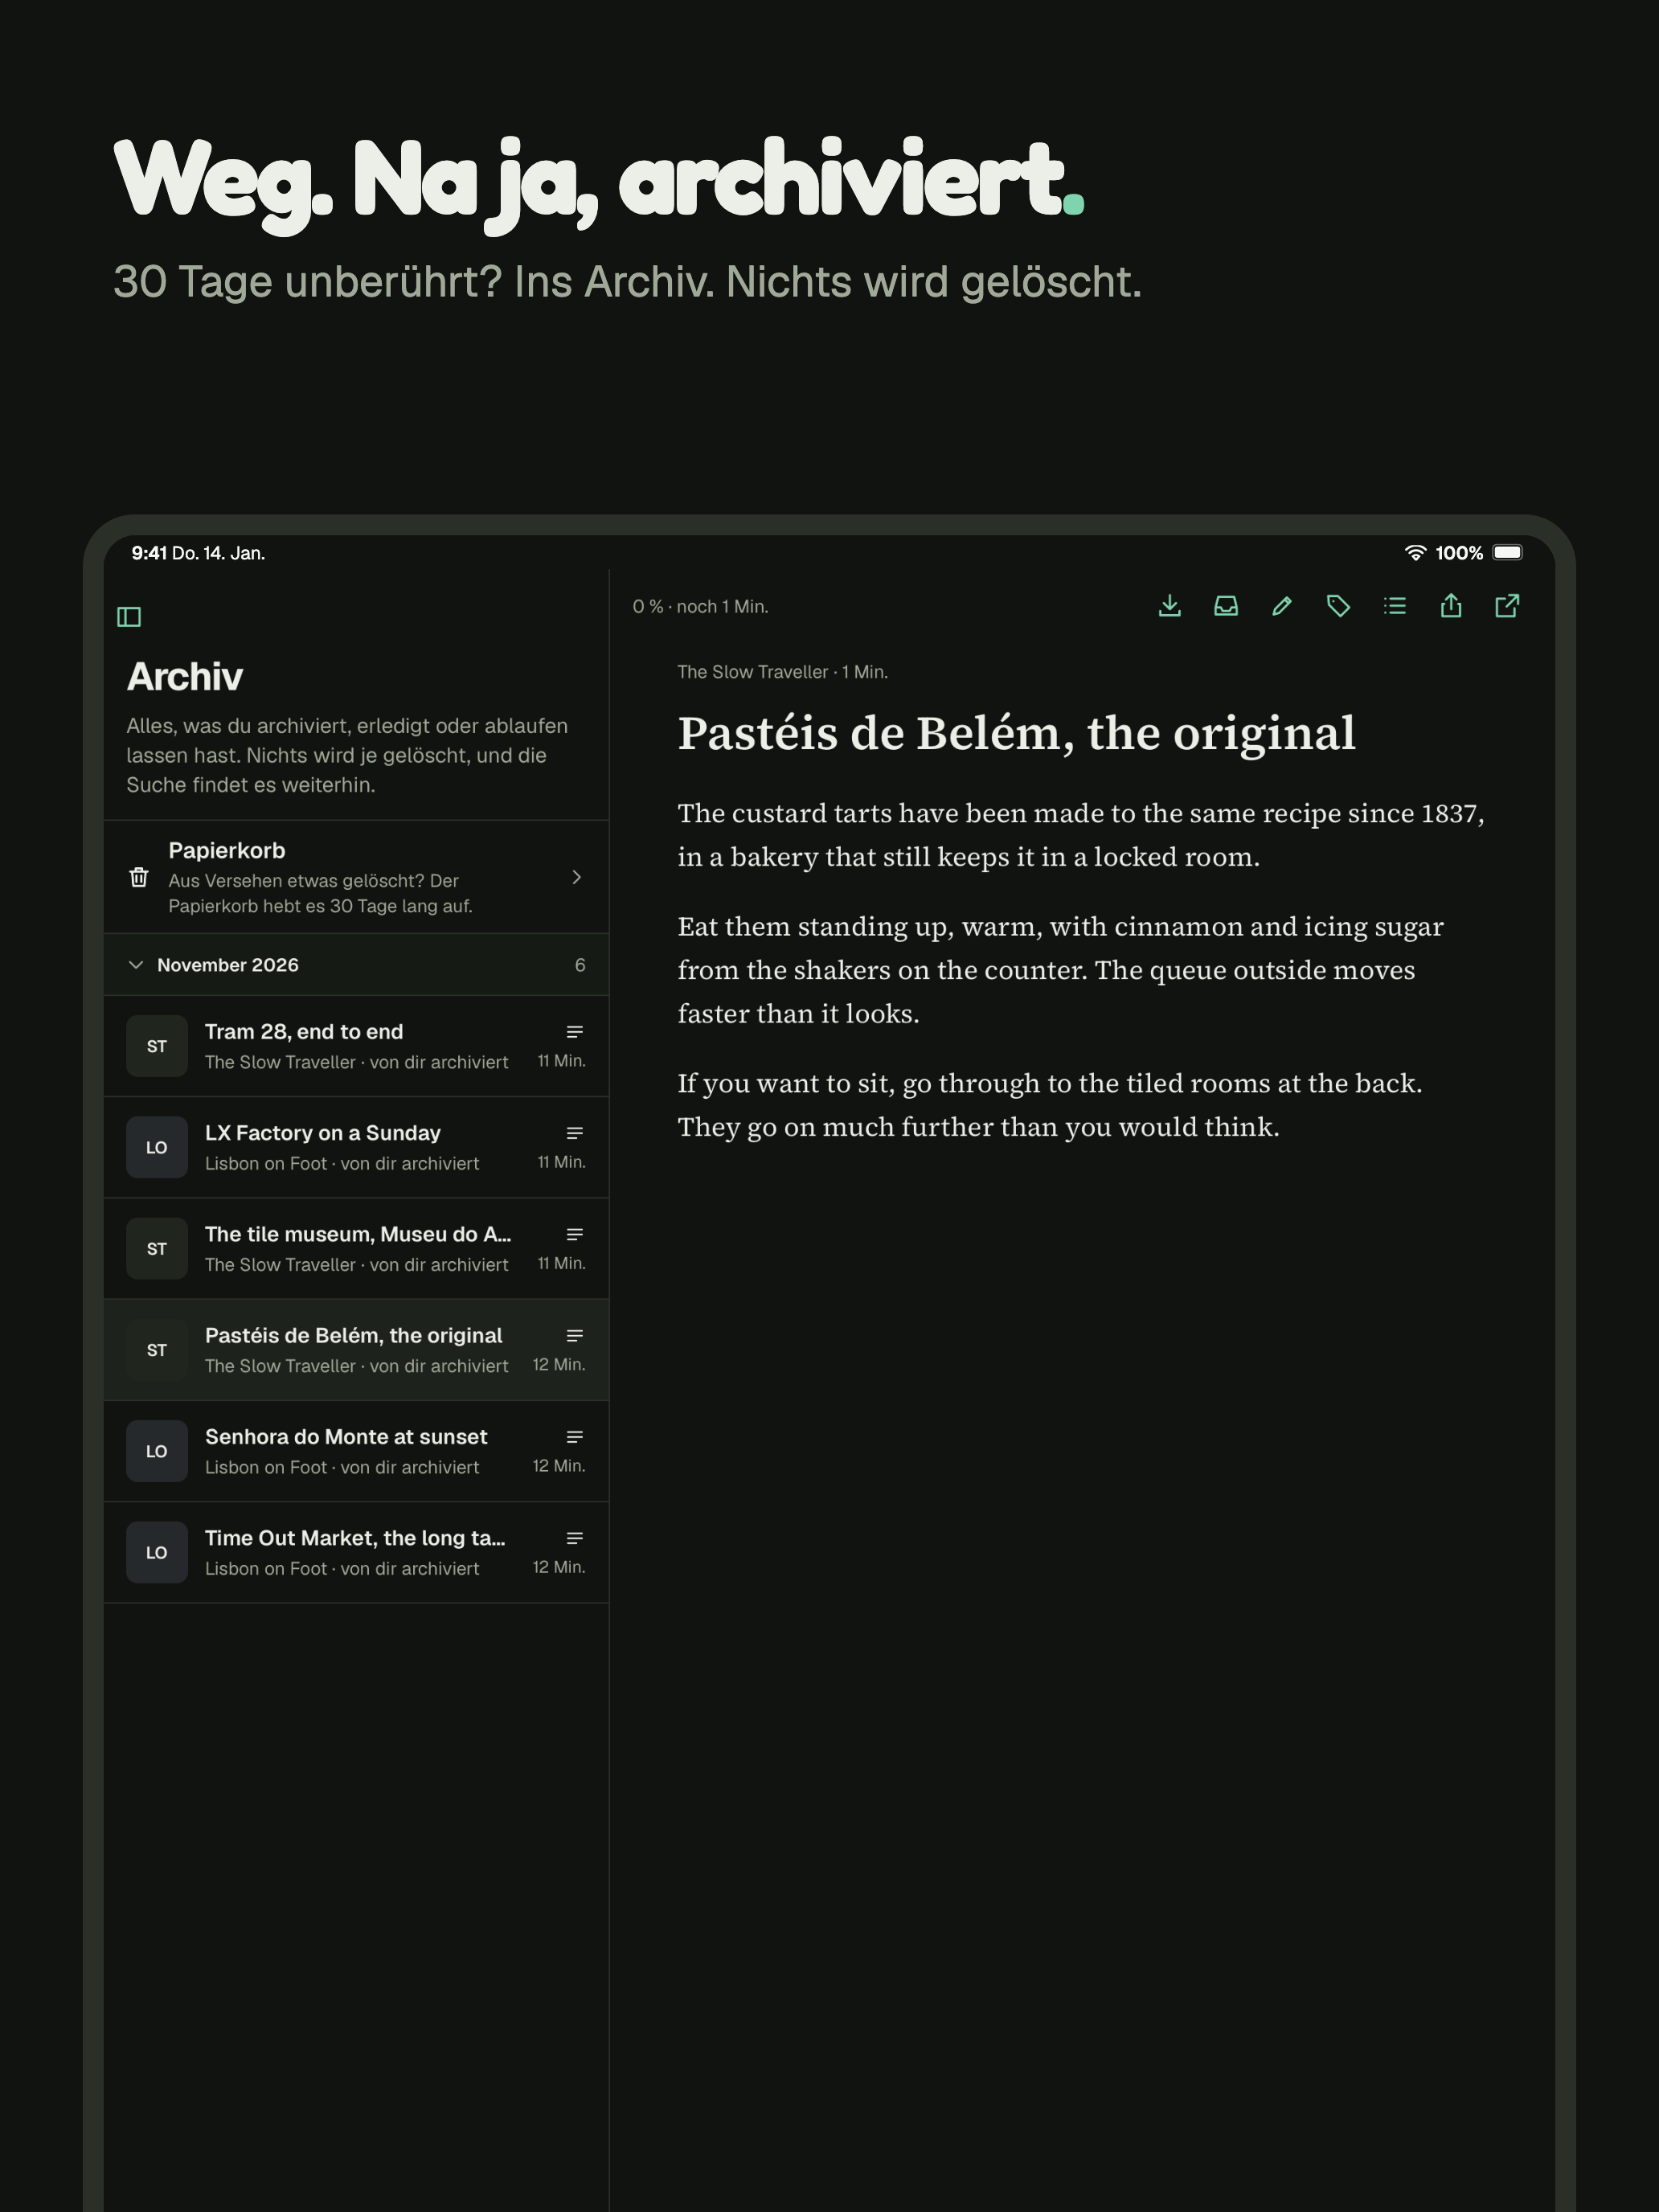 Weg. Na ja, archiviert.
30 Tage unberührt? Ins Archiv. Nichts wird gelöscht.
9:41 Do. 14. Jan.
100%
Archiv
Alles, was du archiviert, erledigt oder ablaufen
lassen hast. Nichts wird je gelöscht, und die
Suche findet es weiterhin.
Papierkorb
Aus Versehen etwas gelöscht? Der
Papierkorb hebt es 30 Tage lang auf.
November 2026 6
ST
Tram 28, end to end
The Slow Traveller · von dir archiviert 11 Min.
LO
LX Factory on a Sunday
Lisbon on Foot · von dir archiviert 11 Min.
ST
The tile museum, Museu do A...
The Slow Traveller · von dir archiviert 11 Min.
ST
Pastéis de Belém, the original
The Slow Traveller · von dir archiviert 12 Min.
LO
Senhora do Monte at sunset
Lisbon on Foot · von dir archiviert 12 Min.
LO
Time Out Market, the long ta...
Lisbon on Foot · von dir archiviert 12 Min.
0 % · noch 1 Min.
The Slow Traveller · 1 Min.
Pastéis de Belém, the original
The custard tarts have been made to the same recipe since 1837,
in a bakery that still keeps it in a locked room.
Eat them standing up, warm, with cinnamon and icing sugar
from the shakers on the counter. The queue outside moves
faster than it looks.
If you want to sit, go through to the tiled rooms at the back.
They go on much further than you would think.